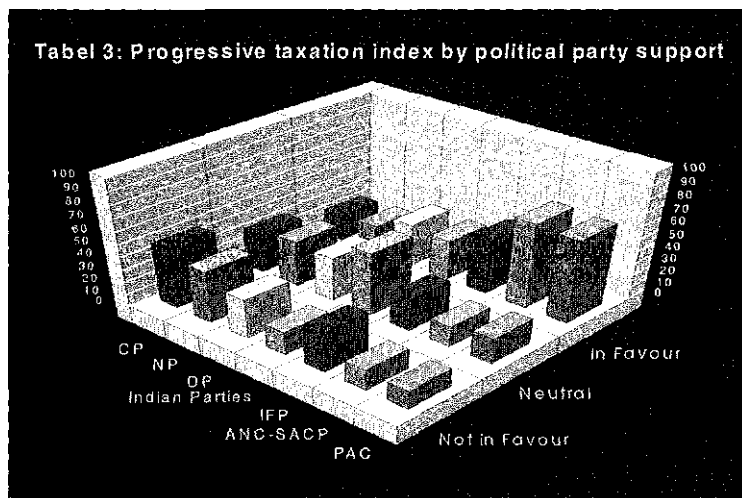 Tabel 3: Progressive taxation index by political party support
100
90
80
70
60
50
40
30
20
10
0
100
90
80
70
60
50
40
30
20
10
0
CP
NP
DP
Indian Parties
IFP
ANC-SACP
PAC
In Favour
Neutral
Not in Favour